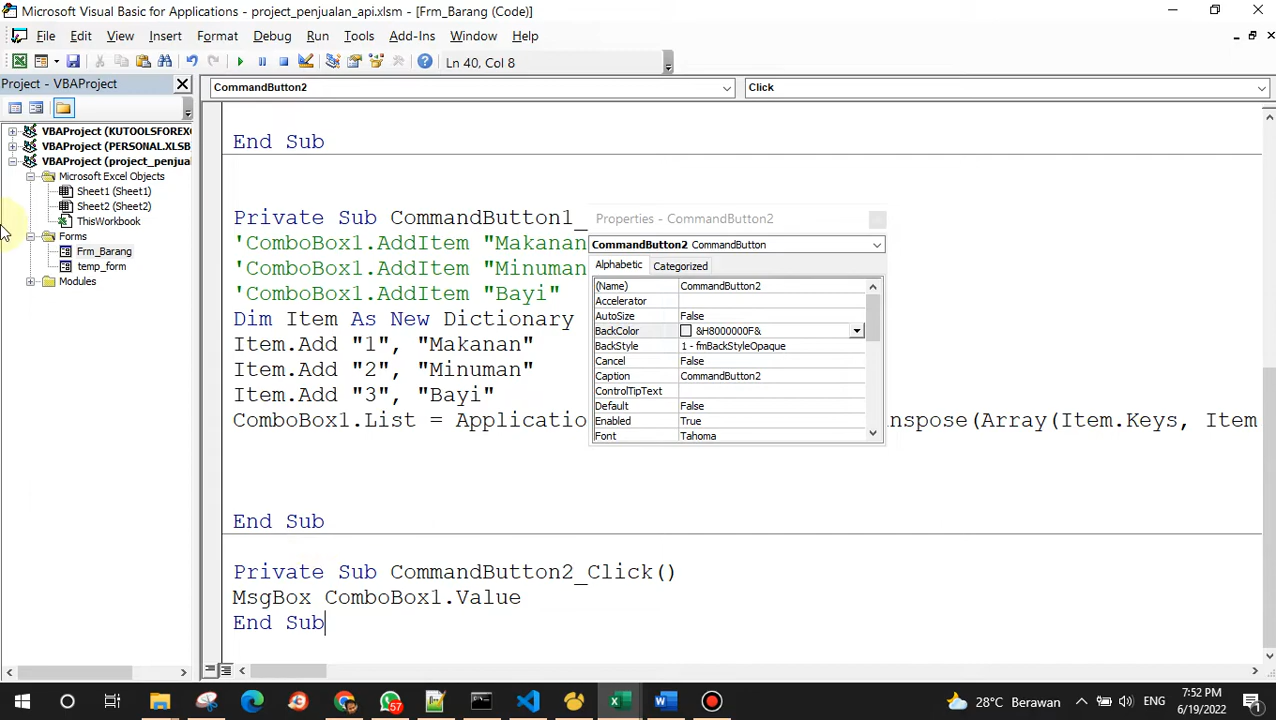 Microsoft Visual Basic for Applications - project_penjualan_api.xlsm - [Frm_Barang (Code)]
File Edit View Insert Format Debug Run Tools Add-Ins Window Help
Ln 40, Col 8
Project - VBAProject
CommandButton2
Click
VBAProject (KUTOOLSFOREX
VBAProject (PERSONAL.XLSB
VBAProject (project_penjual
Microsoft Excel Objects
Sheet1 (Sheet1)
Sheet2 (Sheet2)
ThisWorkbook
Forms
Frm_Barang
temp_form
Modules
End Sub
Private Sub CommandButton1_
'ComboBox1.AddItem "Makanan
'ComboBox1.AddItem "Minuman
'ComboBox1.AddItem "Bayi"
Dim Item As New Dictionary
Item.Add "1", "Makanan"
Item.Add "2", "Minuman"
Item.Add "3", "Bayi"
ComboBox1.List = Applicatio nspose(Array(Item.Keys, Item
End Sub
Private Sub CommandButton2_Click()
MsgBox ComboBox1.Value
End Sub
Properties - CommandButton2
CommandButton2 CommandButton
Alphabetic Categorized
(Name) CommandButton2
Accelerator
AutoSize False
BackColor &H8000000F&
BackStyle 1 - fmBackStyleOpaque
Cancel False
Caption CommandButton2
ControlTipText
Default False
Enabled True
Font Tahoma
57
28°C Berawan
ENG
7:52 PM
6/19/2022
1